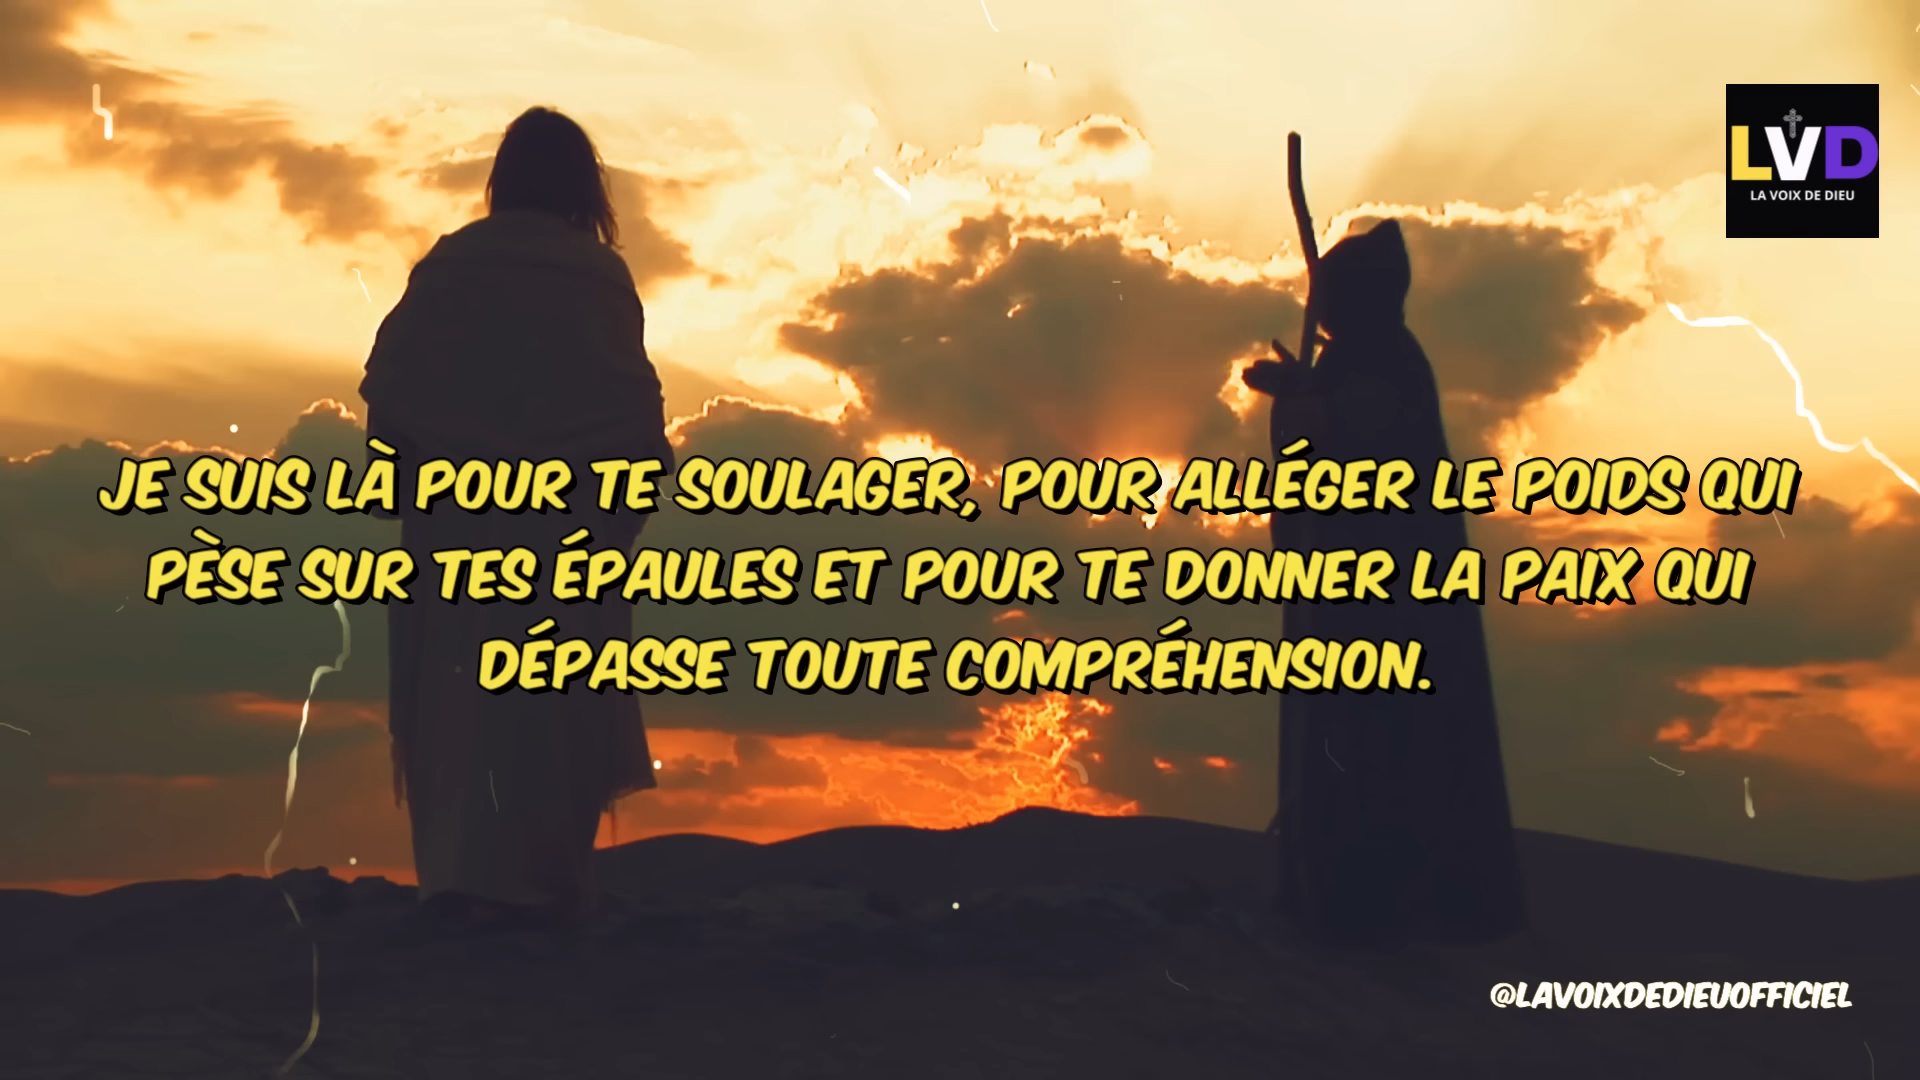 LVD
LA VOIX DE DIEU
JE SUIS LÀ POUR TE SOULAGER, POUR ALLÉGER LE POIDS QUI
PÈSE SUR TES ÉPAULES ET POUR TE DONNER LA PAIX QUI
DÉPASSE TOUTE COMPRÉHENSION.
@LAVOIXDEDIEUOFFICIEL